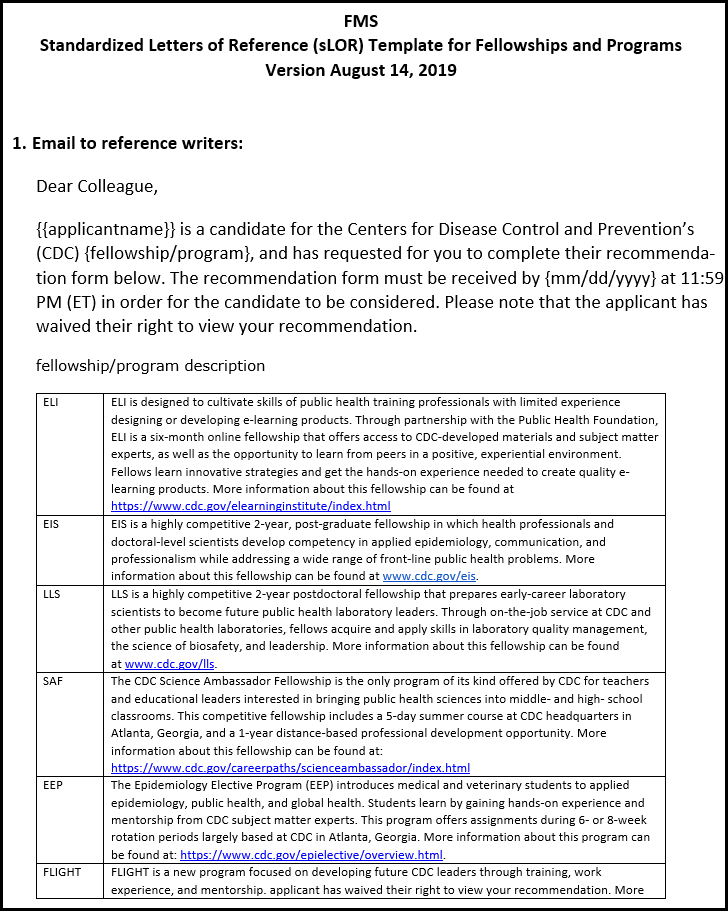 FMS
Standardized Letters of Reference (sLOR) Template for Fellowships and Programs
Version August 14, 2019
1. Email to reference writers:
Dear Colleague,
{{applicantname}} is a candidate for the Centers for Disease Control and Prevention’s
(CDC) {fellowship/program}, and has requested for you to complete their recommenda-
tion form below. The recommendation form must be received by {mm/dd/yyyy} at 11:59
PM (ET) in order for the candidate to be considered. Please note that the applicant has
waived their right to view your recommendation.
fellowship/program description
ELI
ELI is designed to cultivate skills of public health training professionals with limited experience
designing or developing e-learning products. Through partnership with the Public Health Foundation,
ELI is a six-month online fellowship that offers access to CDC-developed materials and subject matter
experts, as well as the opportunity to learn from peers in a positive, experiential environment.
Fellows learn innovative strategies and get the hands-on experience needed to create quality e-
learning products. More information about this fellowship can be found at
https://www.cdc.gov/elearninginstitute/index.html
EIS
EIS is a highly competitive 2-year, post-graduate fellowship in which health professionals and
doctoral-level scientists develop competency in applied epidemiology, communication, and
professionalism while addressing a wide range of front-line public health problems. More
information about this fellowship can be found at www.cdc.gov/eis.
LLS
LLS is a highly competitive 2-year postdoctoral fellowship that prepares early-career laboratory
scientists to become future public health laboratory leaders. Through on-the-job service at CDC and
other public health laboratories, fellows acquire and apply skills in laboratory quality management,
the science of biosafety, and leadership. More information about this fellowship can be found
at www.cdc.gov/lls.
SAF
The CDC Science Ambassador Fellowship is the only program of its kind offered by CDC for teachers
and educational leaders interested in bringing public health sciences into middle- and high- school
classrooms. This competitive fellowship includes a 5-day summer course at CDC headquarters in
Atlanta, Georgia, and a 1-year distance-based professional development opportunity. More
information about this fellowship can be found at:
https://www.cdc.gov/careerpaths/scienceambassador/index.html
EEP
The Epidemiology Elective Program (EEP) introduces medical and veterinary students to applied
epidemiology, public health, and global health. Students learn by gaining hands-on experience and
mentorship from CDC subject matter experts. This program offers assignments during 6- or 8-week
rotation periods largely based at CDC in Atlanta, Georgia. More information about this program can
be found at: https://www.cdc.gov/epielective/overview.html.
FLIGHT
FLIGHT is a new program focused on developing future CDC leaders through training, work
experience, and mentorship. applicant has waived their right to view your recommendation. More